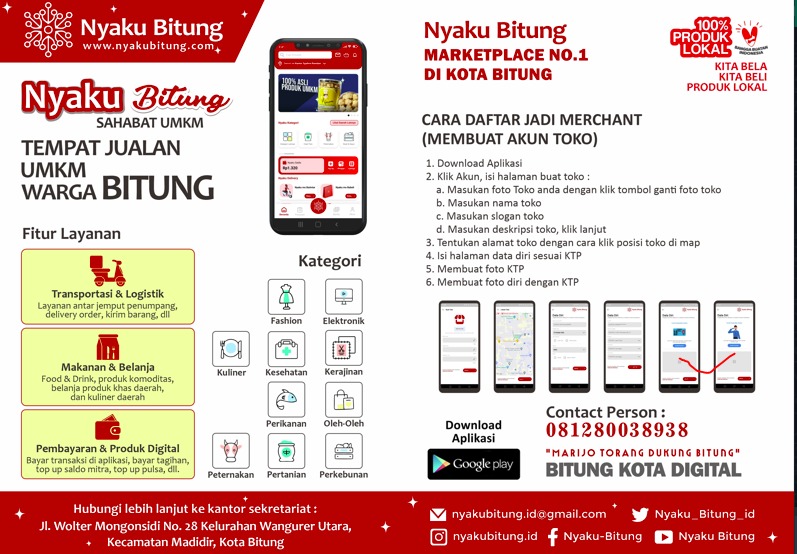 Nyaku Bitung
www.nyakubitung.com
Nyaku Bitung
SAHABAT UMKM
TEMPAT JUALAN
UMKM
WARGA BITUNG
100% ASLI
PRODUK UMKM
Fitur Layanan
Transportasi & Logistik
Layanan antar jemput penumpang,
delivery order, kirim barang, dll
Makanan & Belanja
Food & Drink, produk komoditas,
belanja produk khas daerah,
dan kuliner daerah
Pembayaran & Produk Digital
Bayar transaksi di aplikasi, bayar tagihan,
top up saldo mitra, top up pulsa, dll.
Kategori
Fashion
Elektronik
Kuliner
Kesehatan
Kerajinan
Perikanan
Oleh-Oleh
Peternakan
Pertanian
Perkebunan
Hubungi lebih lanjut ke kantor sekretariat :
Jl. Wolter Mongonsidi No. 28 Kelurahan Wangurer Utara,
Kecamatan Madidir, Kota Bitung
Nyaku Bitung
MARKETPLACE NO.1
DI KOTA BITUNG
100%
PRODUK
LOKAL
KITA BELA
KITA BELI
PRODUK LOKAL
CARA DAFTAR JADI MERCHANT
(MEMBUAT AKUN TOKO)
1. Download Aplikasi
2. Klik Akun, isi halaman buat toko :
a. Masukan foto Toko anda dengan klik tombol ganti foto toko
b. Masukan nama toko
c. Masukan slogan toko
d. Masukan deskripsi toko, klik lanjut
3. Tentukan alamat toko dengan cara klik posisi toko di map
4. Isi halaman data diri sesuai KTP
5. Membuat foto KTP
6. Membuat foto diri dengan KTP
Download
Aplikasi
Google play
Contact Person :
081280038938
"MARIJO TORANG DUKUNG BITUNG"
BITUNG KOTA DIGITAL
nyakubitung.id@gmail.com
Nyaku_Bitung_id
nyakubitung.id
Nyaku-Bitung
Nyaku Bitung